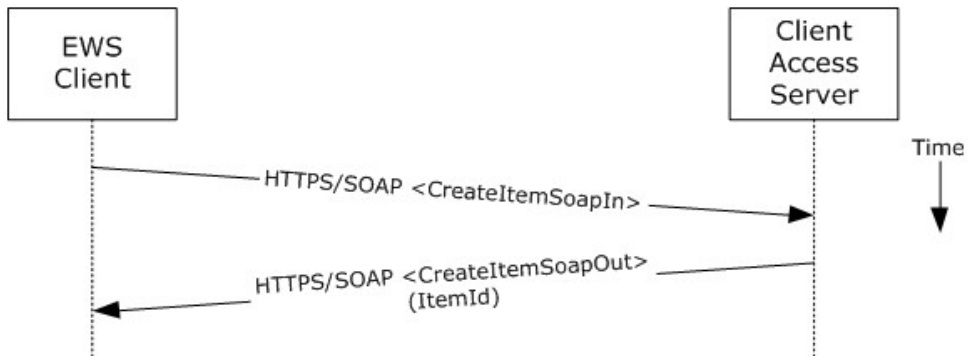 EWS
Client
Client
Access
Server
Time
HTTPS/SOAP <CreateItemSoapIn>
HTTPS/SOAP <CreateItemSoapOut>
(ItemId)